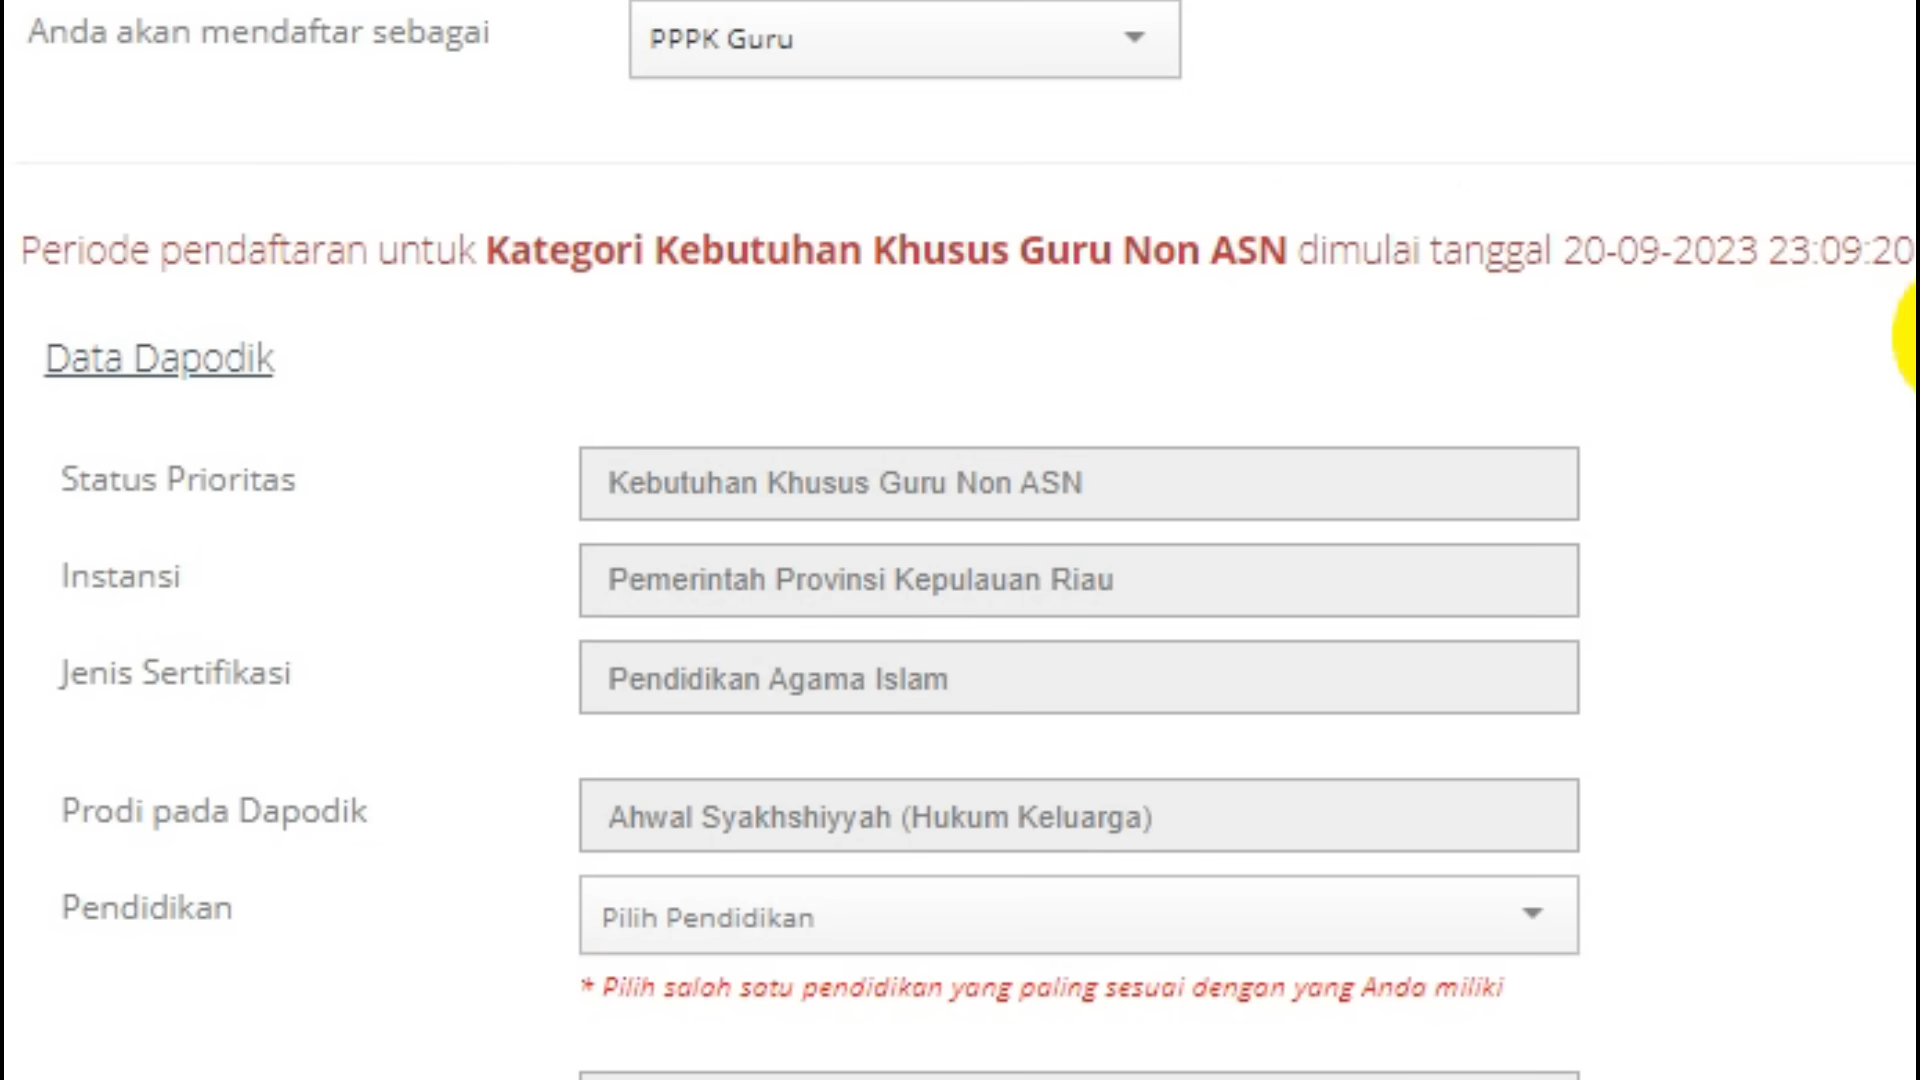 Anda akan mendaftar sebagai PPPK Guru
Periode pendaftaran untuk Kategori Kebutuhan Khusus Guru Non ASN dimulai tanggal 20-09-2023 23:09:20
Data Dapodik
Status Prioritas Kebutuhan Khusus Guru Non ASN
Instansi Pemerintah Provinsi Kepulauan Riau
Jenis Sertifikasi Pendidikan Agama Islam
Prodi pada Dapodik Ahwal Syakhshiyyah (Hukum Keluarga)
Pendidikan Pilih Pendidikan
* Pilih salah satu pendidikan yang paling sesuai dengan yang Anda miliki